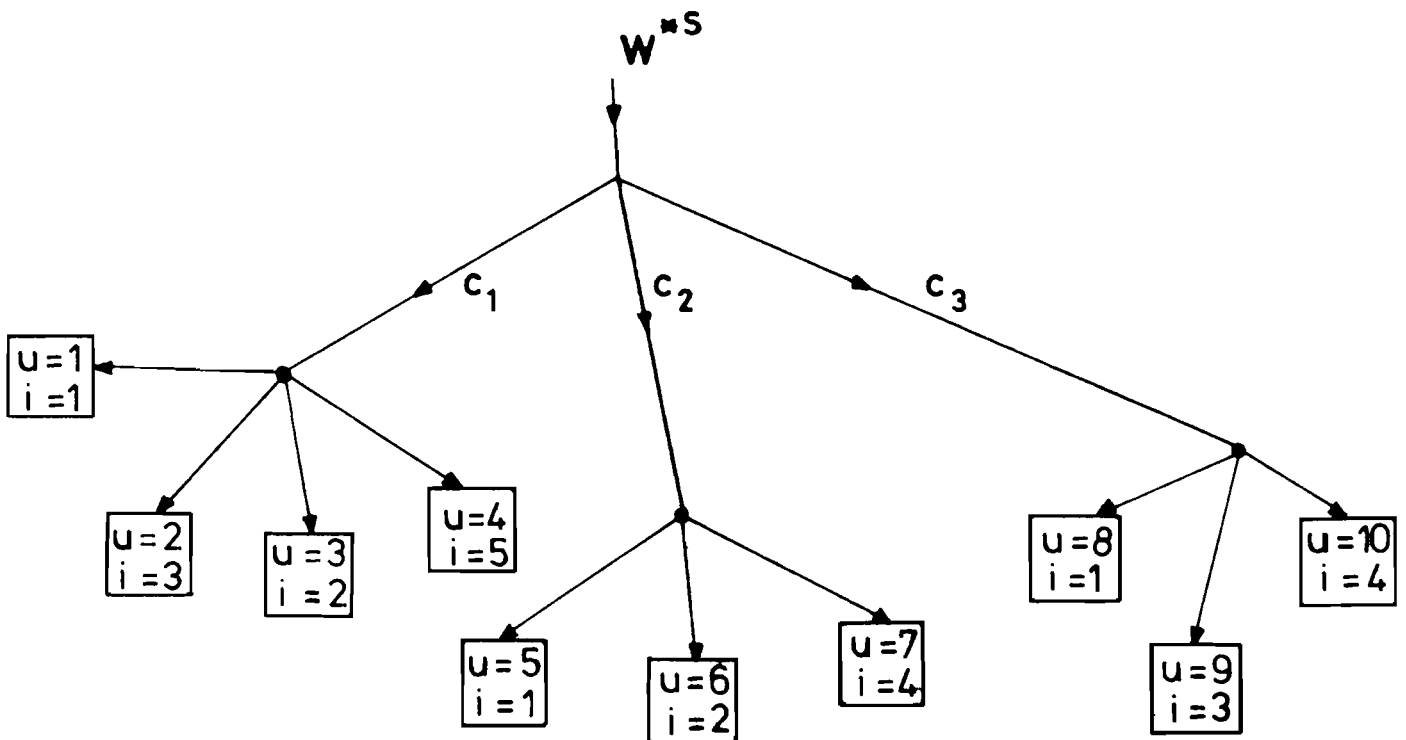 W*S
c1
c2
c3
u=1
i=1
u=2
i=3
u=3
i=2
u=4
i=5
u=5
i=1
u=6
i=2
u=7
i=4
u=8
i=1
u=9
i=3
u=10
i=4